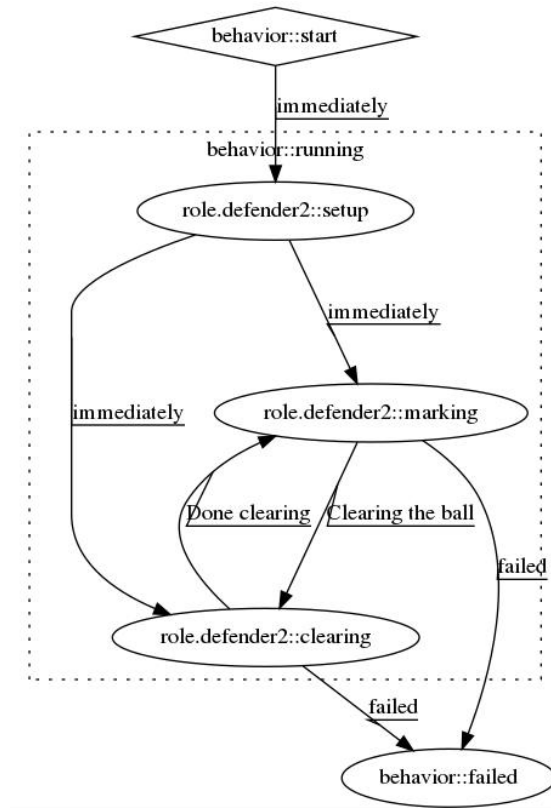 behavior::start
immediately
behavior::running
role.defender2::setup
immediately
immediately
role.defender2::marking
Done clearing
Clearing the ball
failed
role.defender2::clearing
failed
behavior::failed